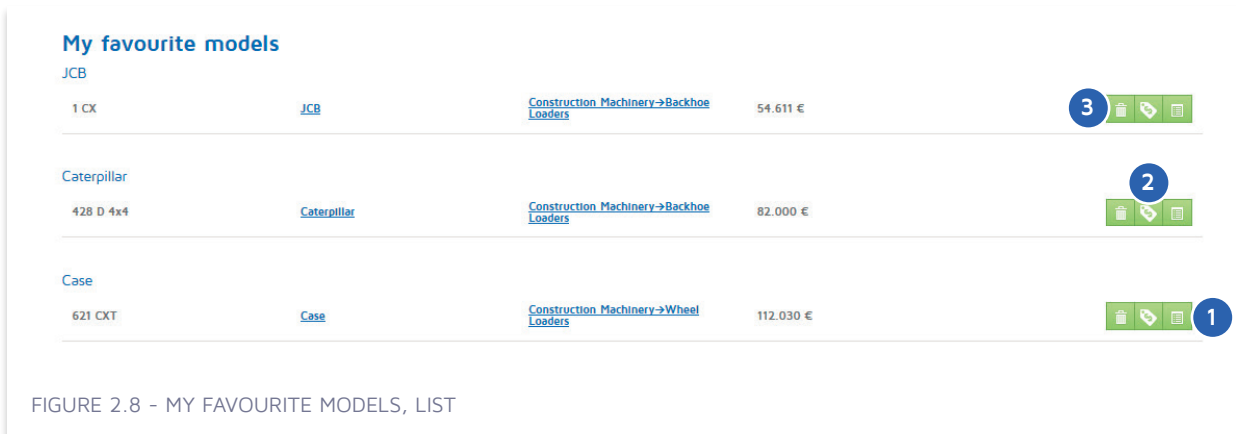 My favourite models
JCB
1 CX JCB Construction Machinery→Backhoe 54.611 € 3
Loaders
Caterpillar
2
428 D 4x4 Caterpillar Construction Machinery→Backhoe 82.000 €
Loaders
Case
621 CXT Case Construction Machinery→Wheel 112.030 € 1
Loaders
FIGURE 2.8 - MY FAVOURITE MODELS, LIST